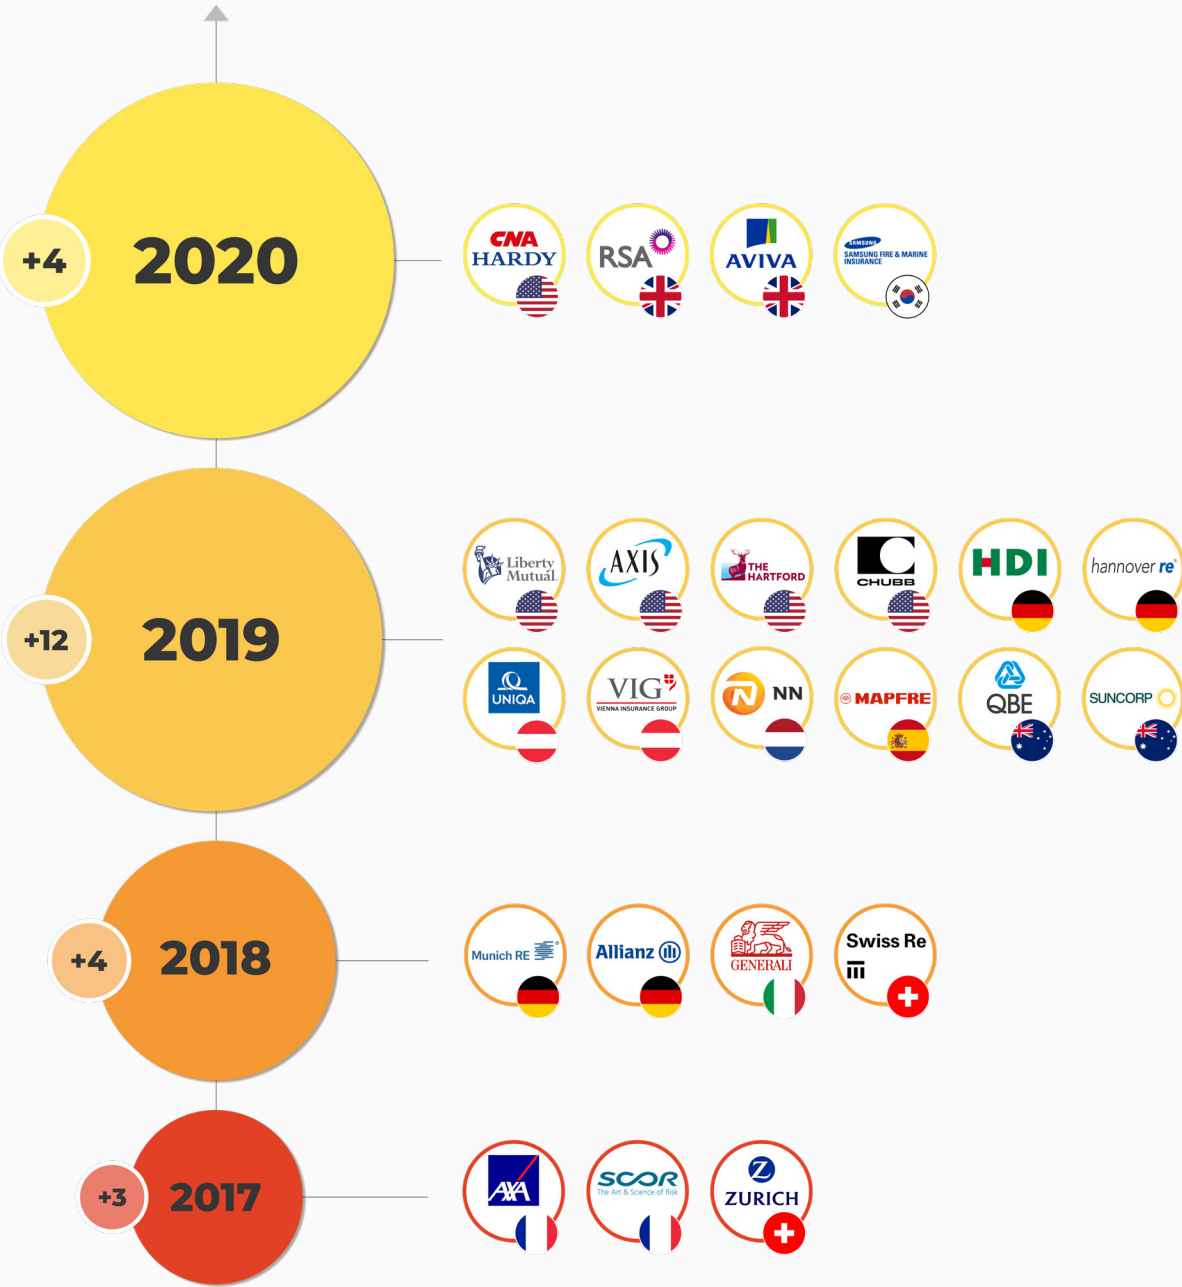 +4
2020
CNA
HARDY
RSA
AVIVA
SAMSUNG
SAMSUNG FIRE & MARINE
INSURANCE
+12
2019
Liberty
Mutual
AXIS
THE
HARTFORD
CHUBB
HDI
hannover re®
UNIQA
VIG
VIENNA INSURANCE GROUP
NN
MAPFRE
QBE
SUNCORP
+4
2018
Munich RE
Allianz
GENERALI
Swiss Re
+3
2017
AXA
SCOR
The Art & Science of Risk
Z
ZURICH